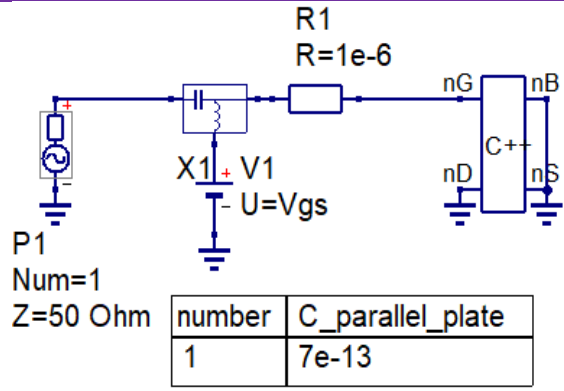 R1
R=1e-6
nG
nB
C++
nD
nS
+
X1
+ V1
- U=Vgs
-
P1
Num=1
Z=50 Ohm
number C_parallel_plate
1 7e-13